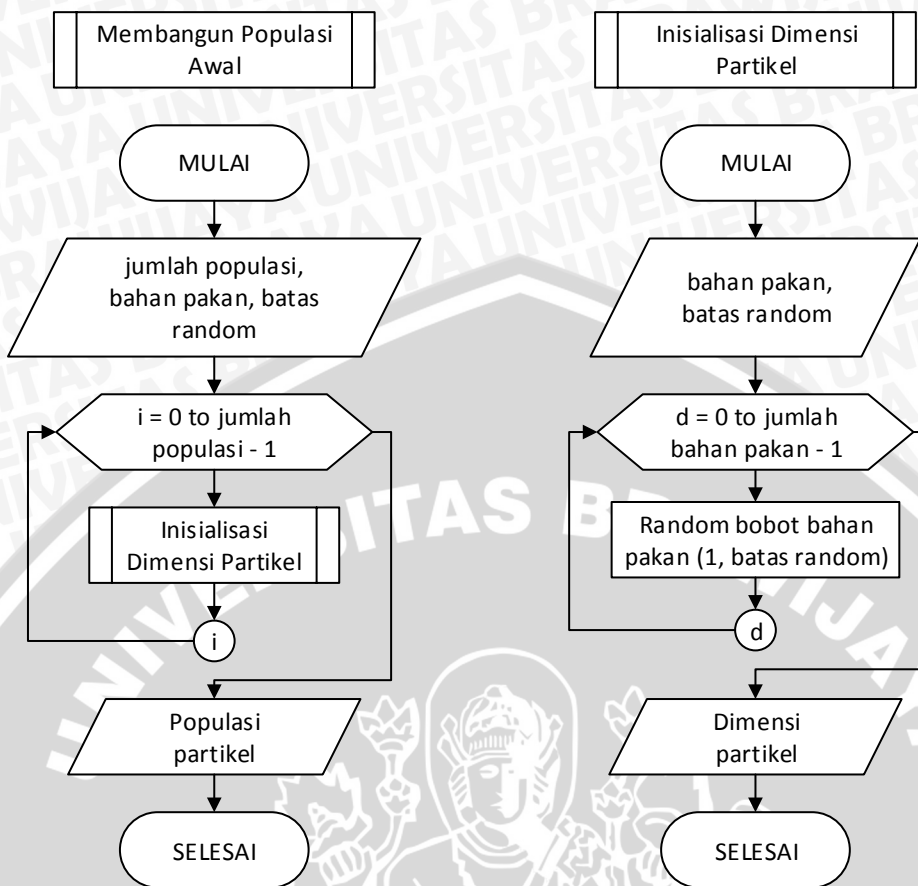 Membangun Populasi
Awal
MULAI
jumlah populasi,
bahan pakan, batas
random
i = 0 to jumlah
populasi - 1
Inisialisasi
Dimensi Partikel
i
Populasi
partikel
SELESAI
Inisialisasi Dimensi
Partikel
MULAI
bahan pakan,
batas random
d = 0 to jumlah
bahan pakan - 1
Random bobot bahan
pakan (1, batas random)
d
Dimensi
partikel
SELESAI